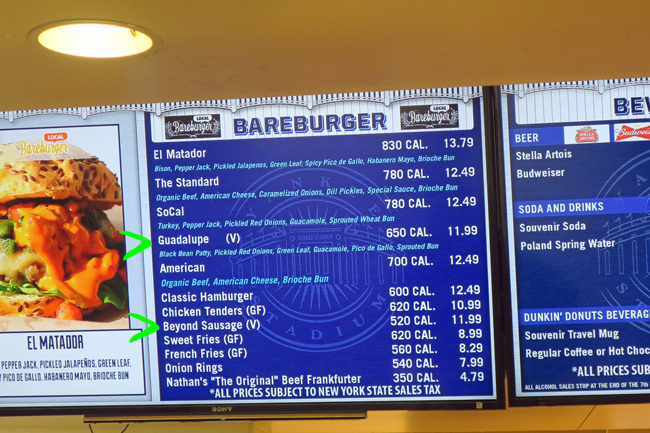 LOCAL
Bareburger
EL MATADOR
PEPPER JACK, PICKLED JALAPEÑOS, GREEN LEAF,
PICO DE GALLO, HABANERO MAYO, BRIOCHE BUN
LOCAL
Bareburger
BAREBURGER
LOCAL
Bareburger
El Matador 830 CAL. 13.79
Bison, Pepper Jack, Pickled Jalapenos, Green Leaf, Spicy Pico de Gallo, Habanero Mayo, Brioche Bun
The Standard 780 CAL. 12.49
Organic Beef, American Cheese, Caramelized Onions, Dill Pickles, Special Sauce, Brioche Bun
SoCal 780 CAL. 12.49
Turkey, Pepper Jack, Pickled Red Onions, Guacamole, Sprouted Wheat Bun
Guadalupe (V) 650 CAL. 11.99
Black Bean Patty, Pickled Red Onions, Green Leaf, Guacamole, Pico de Gallo, Sprouted Bun
American 700 CAL. 12.49
Organic Beef, American Cheese, Brioche Bun
Classic Hamburger 600 CAL. 12.49
Chicken Tenders (GF) 620 CAL. 10.99
Beyond Sausage (V) 520 CAL. 11.99
Sweet Fries (GF) 620 CAL. 8.99
French Fries (GF) 560 CAL. 8.29
Onion Rings 540 CAL. 7.99
Nathan's "The Original" Beef Frankfurter 350 CAL. 4.79
*ALL PRICES SUBJECT TO NEW YORK STATE SALES TAX
STADIUM
SONY
BEV
BEER STELLA ARTOIS Budweiser
Stella Artois
Budweiser
SODA AND DRINKS
Souvenir Soda
Poland Spring Water
DUNKIN' DONUTS BEVERAG
Souvenir Travel Mug
Regular Coffee or Hot Choc
*ALL PRICES SUB
ALL ALCOHOL SALES STOP AT THE END OF THE 7th